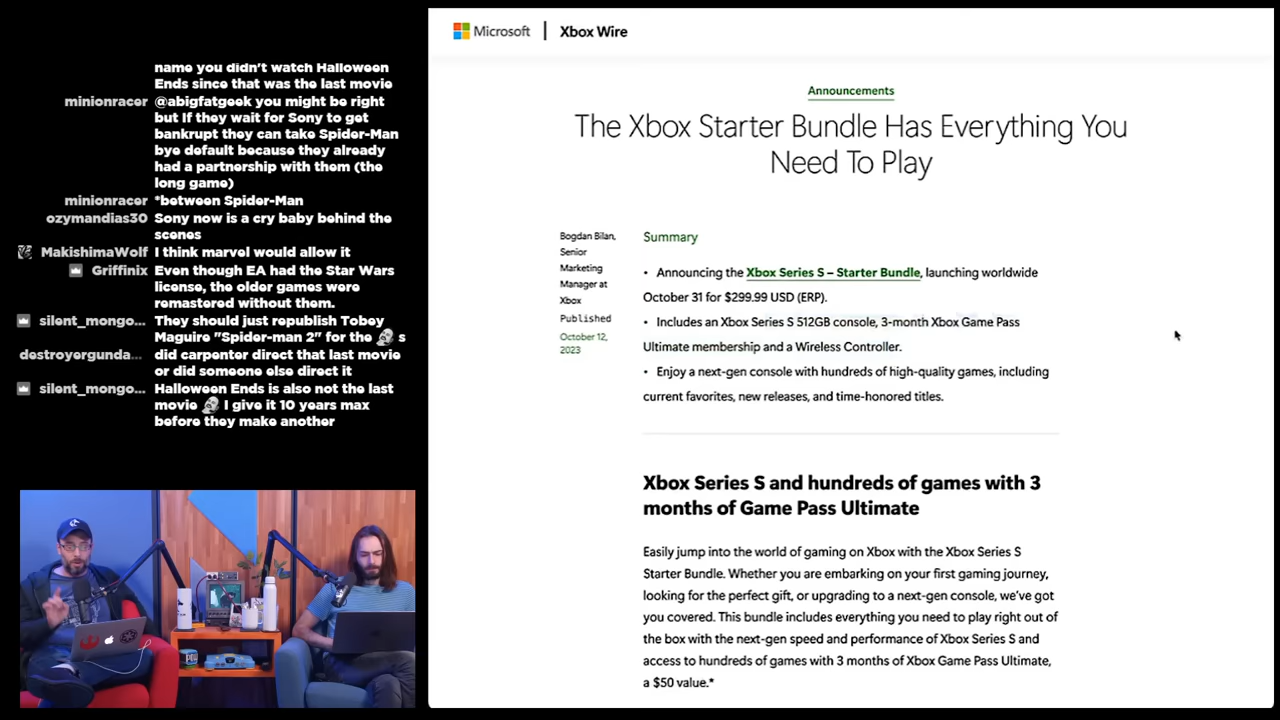 name you didn't watch Halloween
Ends since that was the last movie
minionracer @abigfatgeek you might be right
but If they wait for Sony to get
bankrupt they can take Spider-Man
bye default because they already
had a partnership with them (the
long game)
minionracer *between Spider-Man
ozymandias30 Sony now is a cry baby behind the
scenes
MakishimaWolf I think marvel would allow it
Griffinix Even though EA had the Star Wars
license, the older games were
remastered without them.
silent_mongo... They should just republish Tobey
Maguire "Spider-man 2" for the s
destroyergunda... did carpenter direct that last movie
or did someone else direct it
silent_mongo... Halloween Ends is also not the last
movie I give it 10 years max
before they make another
Microsoft | Xbox Wire
Announcements
The Xbox Starter Bundle Has Everything You
Need To Play
Bogdan Bilan,
Senior
Marketing
Manager at
Xbox
Published
October 12,
2023
Summary
• Announcing the Xbox Series S – Starter Bundle, launching worldwide
October 31 for $299.99 USD (ERP).
• Includes an Xbox Series S 512GB console, 3-month Xbox Game Pass
Ultimate membership and a Wireless Controller.
• Enjoy a next-gen console with hundreds of high-quality games, including
current favorites, new releases, and time-honored titles.
Xbox Series S and hundreds of games with 3
months of Game Pass Ultimate
Easily jump into the world of gaming on Xbox with the Xbox Series S
Starter Bundle. Whether you are embarking on your first gaming journey,
looking for the perfect gift, or upgrading to a next-gen console, we've got
you covered. This bundle includes everything you need to play right out of
the box with the next-gen speed and performance of Xbox Series S and
access to hundreds of games with 3 months of Xbox Game Pass Ultimate,
a $50 value.*